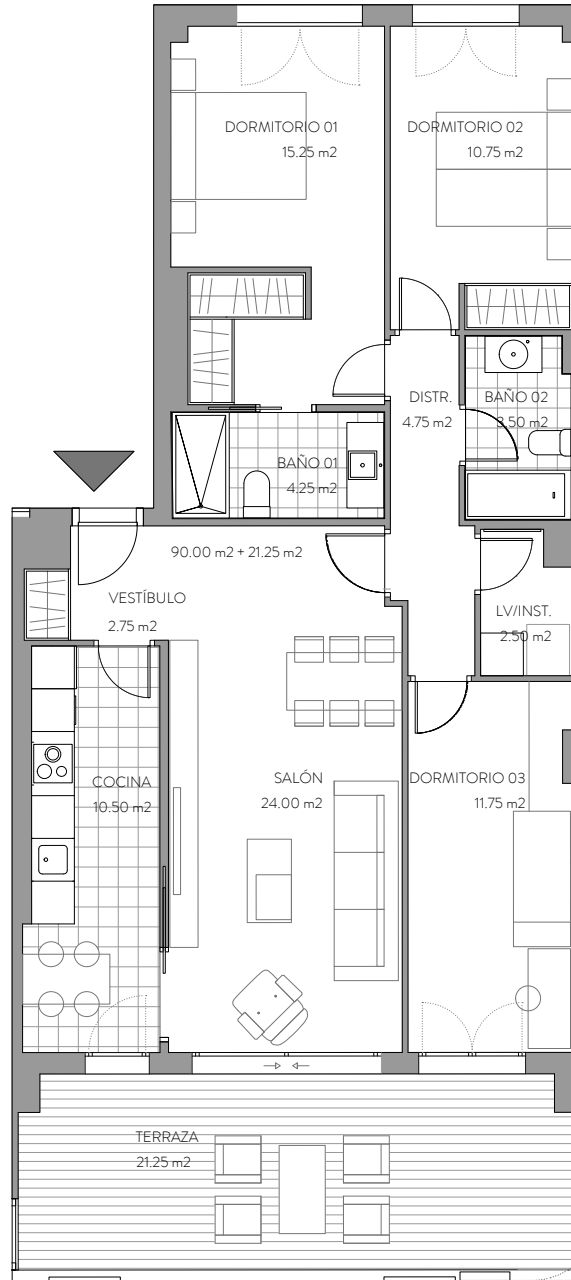 DORMITORIO 01
15.25 m2
DORMITORIO 02
10.75 m2
DISTR.
4.75 m2
BAÑO 02
3.50 m2
BAÑO 01
4.25 m2
90.00 m2 + 21.25 m2
VESTÍBULO
2.75 m2
LV/INST.
2.50 m2
COCINA
10.50 m2
SALÓN
24.00 m2
DORMITORIO 03
11.75 m2
TERRAZA
21.25 m2